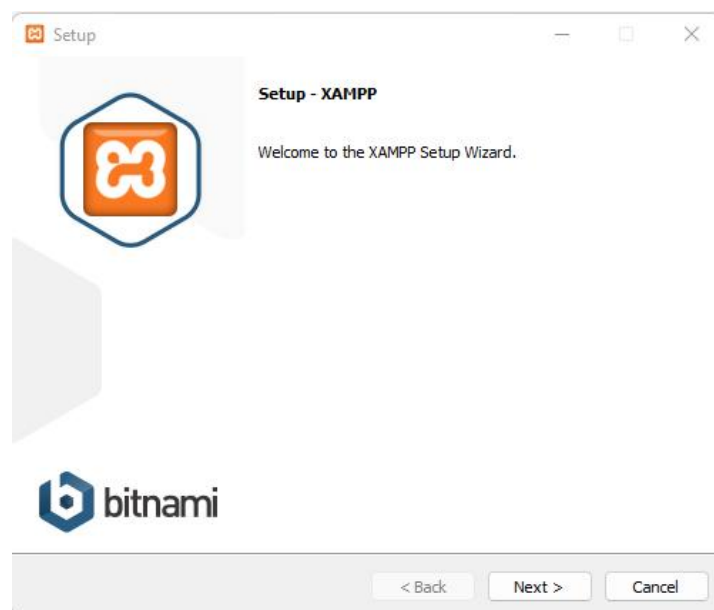 Setup
Setup - XAMPP
Welcome to the XAMPP Setup Wizard.
bitnami
< Back
Next >
Cancel